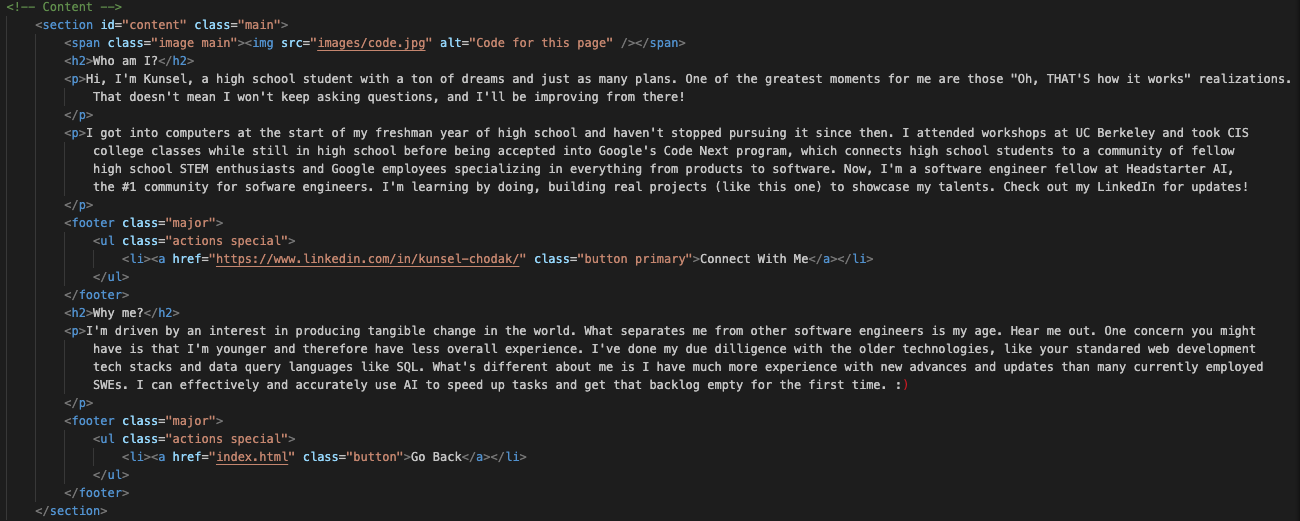 <!-- Content -->
<section id="content" class="main">
<span class="image main"><img src="images/code.jpg" alt="Code for this page" /></span>
<h2>Who am I?</h2>
<p>Hi, I'm Kunsel, a high school student with a ton of dreams and just as many plans. One of the greatest moments for me are those "Oh, THAT'S how it works" realizations.
That doesn't mean I won't keep asking questions, and I'll be improving from there!
</p>
<p>I got into computers at the start of my freshman year of high school and haven't stopped pursuing it since then. I attended workshops at UC Berkeley and took CIS
college classes while still in high school before being accepted into Google's Code Next program, which connects high school students to a community of fellow
high school STEM enthusiasts and Google employees specializing in everything from products to software. Now, I'm a software engineer fellow at Headstarter AI,
the #1 community for sofware engineers. I'm learning by doing, building real projects (like this one) to showcase my talents. Check out my LinkedIn for updates!
</p>
<footer class="major">
<ul class="actions special">
<li><a href="https://www.linkedin.com/in/kunsel-chodak/" class="button primary">Connect With Me</a></li>
</ul>
</footer>
<h2>Why me?</h2>
<p>I'm driven by an interest in producing tangible change in the world. What separates me from other software engineers is my age. Hear me out. One concern you might
have is that I'm younger and therefore have less overall experience. I've done my due dilligence with the older technologies, like your standared web development
tech stacks and data query languages like SQL. What's different about me is I have much more experience with new advances and updates than many currently employed
SWEs. I can effectively and accurately use AI to speed up tasks and get that backlog empty for the first time. :)
</p>
<footer class="major">
<ul class="actions special">
<li><a href="index.html" class="button">Go Back</a></li>
</ul>
</footer>
</section>